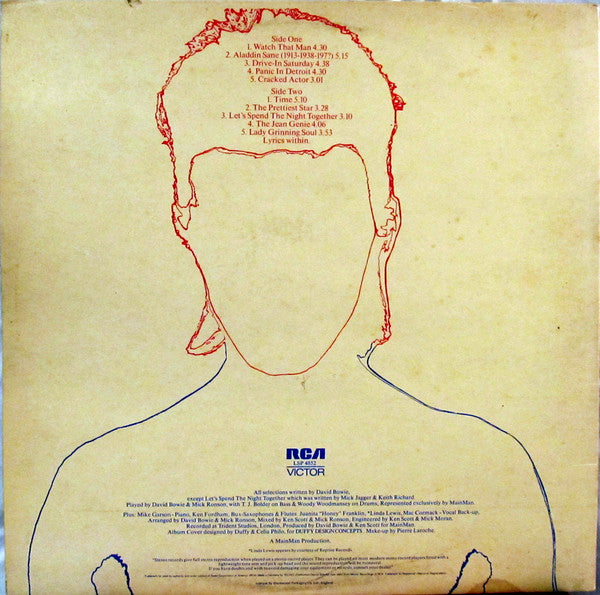 Side One
1. Watch That Man 4.30
2. Aladdin Sane (1913-1938-197?) 5.15
3. Drive-In Saturday 4.38
4. Panic In Detroit 4.30
5. Cracked Actor 3.01
Side Two
1. Time 5.10
2. The Prettiest Star 3.28
3. Let's Spend The Night Together 3.10
4. The Jean Genie 4.06
5. Lady Grinning Soul 3.53
Lyrics within.
RCA
LSP 4852
VICTOR
All selections written by David Bowie,
except Let's Spend The Night Together which was written by Mick Jagger & Keith Richard
Played by David Bowie & Mick Ronson, with T. J. Bolder on Bass & Woody Woodmansey on Drums, Represented exclusively by MainMan.
Plus: Mike Garson - Piano, Ken Fordham, Bux - Saxophones & Flutes Juanita "Honey" Franklin, *Linda Lewis, Mac Cormack - Vocal Back-up,
Arranged by David Bowie & Mick Ronson, Mixed by Ken Scott & Mick Ronson, Engineered by Ken Scott & Mick Moran.
Recorded at Trident Studios, London. Produced by David Bowie & Ken Scott for MainMan
Album Cover designed by Duffy & Celia Philo, for DUFFY DESIGN CONCEPTS. Make-up by Pierre Laroche.
A MainMan Production.
*Linda Lewis appears by courtesy of Reprise Records.